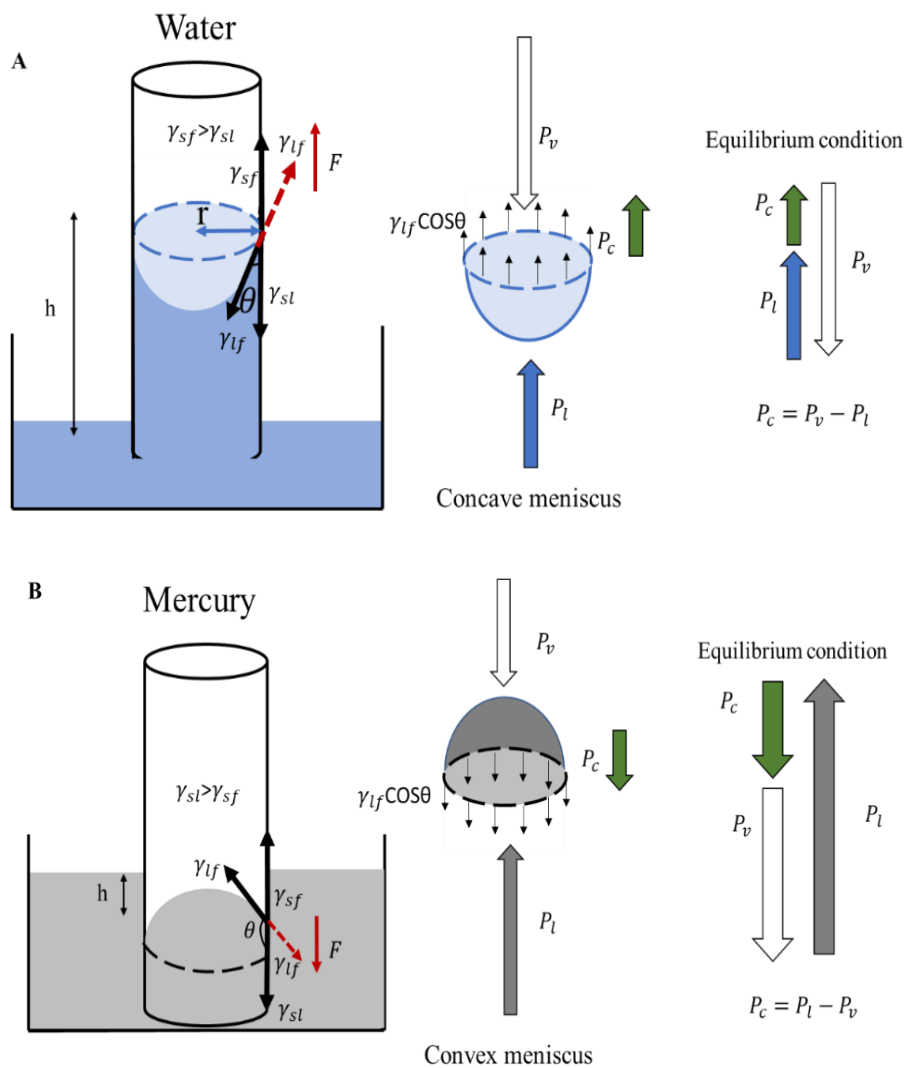 Water
A
γsf>γsl
γlf
F
γsf
r
h
θ
γsl
γlf
Pv
γlf COSθ
Pc
Pl
Concave meniscus
Equilibrium condition
Pc
Pv
Pl
Pc = Pv − Pl
B
Mercury
γsl>γsf
γlf
h
γsf
θ
F
γlf
γsl
Pv
Pc
γlf COSθ
Pl
Convex meniscus
Equilibrium condition
Pc
Pv
Pl
Pc = Pl − Pv